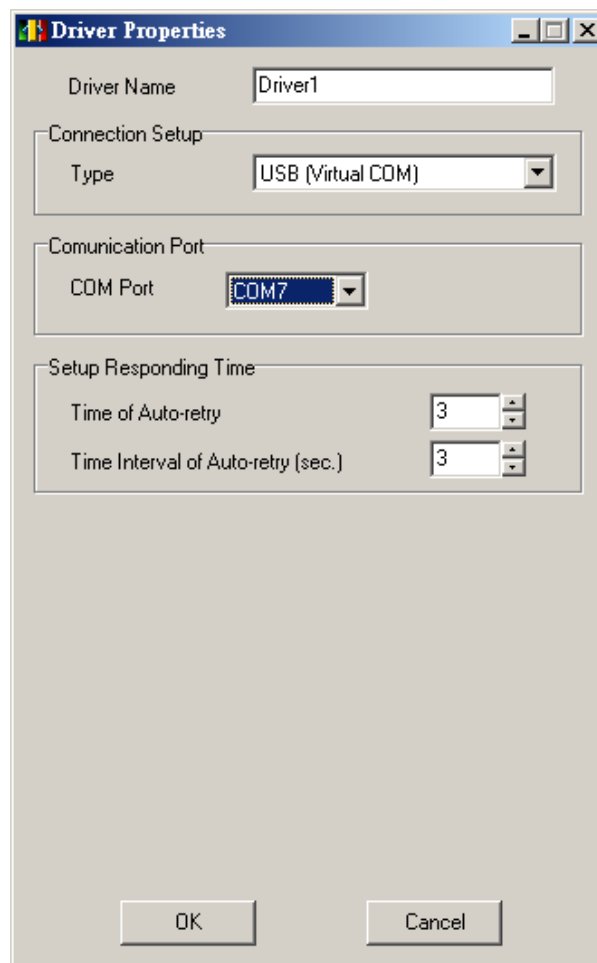 Driver Properties
Driver Name Driver1
Connection Setup
Type USB (Virtual COM)
Comunication Port
COM Port COM7
Setup Responding Time
Time of Auto-retry 3
Time Interval of Auto-retry (sec.) 3
OK Cancel